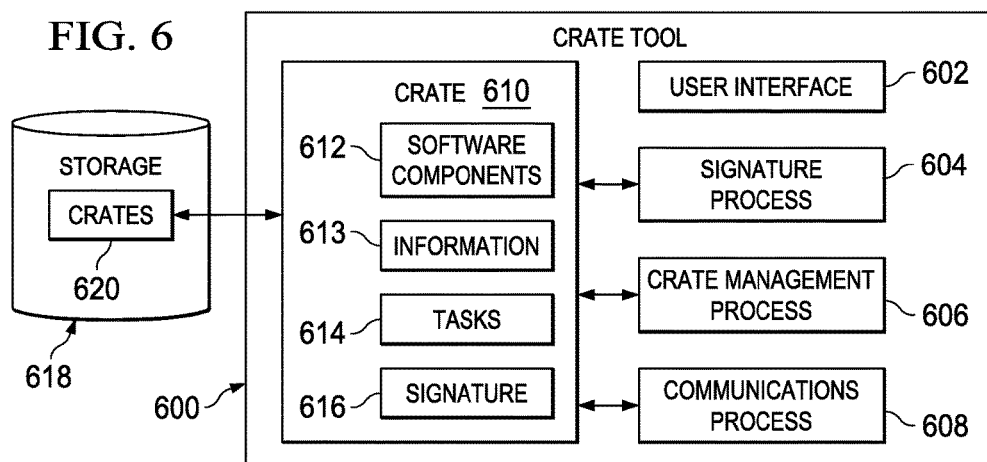 FIG. 6
CRATE TOOL
CRATE 610
USER INTERFACE
602
612
SOFTWARE
COMPONENTS
SIGNATURE
PROCESS
604
STORAGE
CRATES
620
618
613
INFORMATION
614
TASKS
CRATE MANAGEMENT
PROCESS
606
600
616
SIGNATURE
COMMUNICATIONS
PROCESS
608